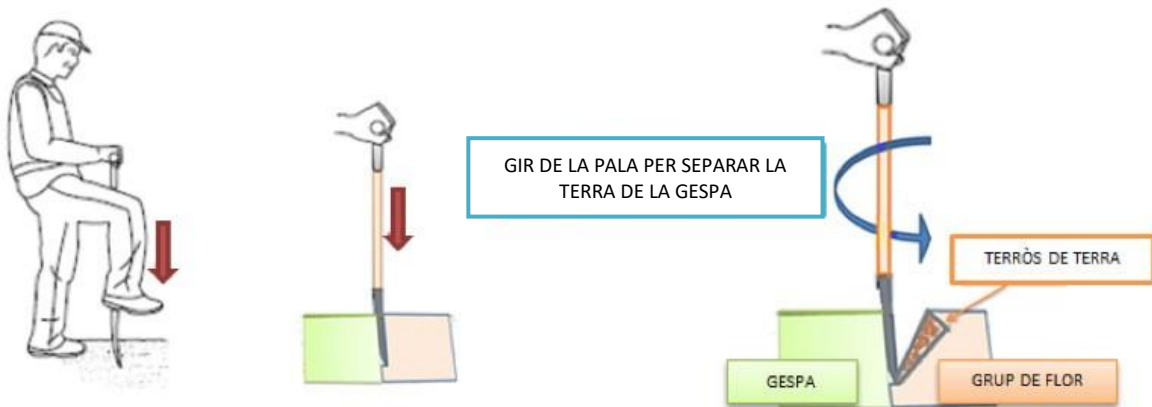 GIR DE LA PALA PER SEPARAR LA
TERRA DE LA GESPA
TERRÒS DE TERRA
GESPA
GRUP DE FLOR